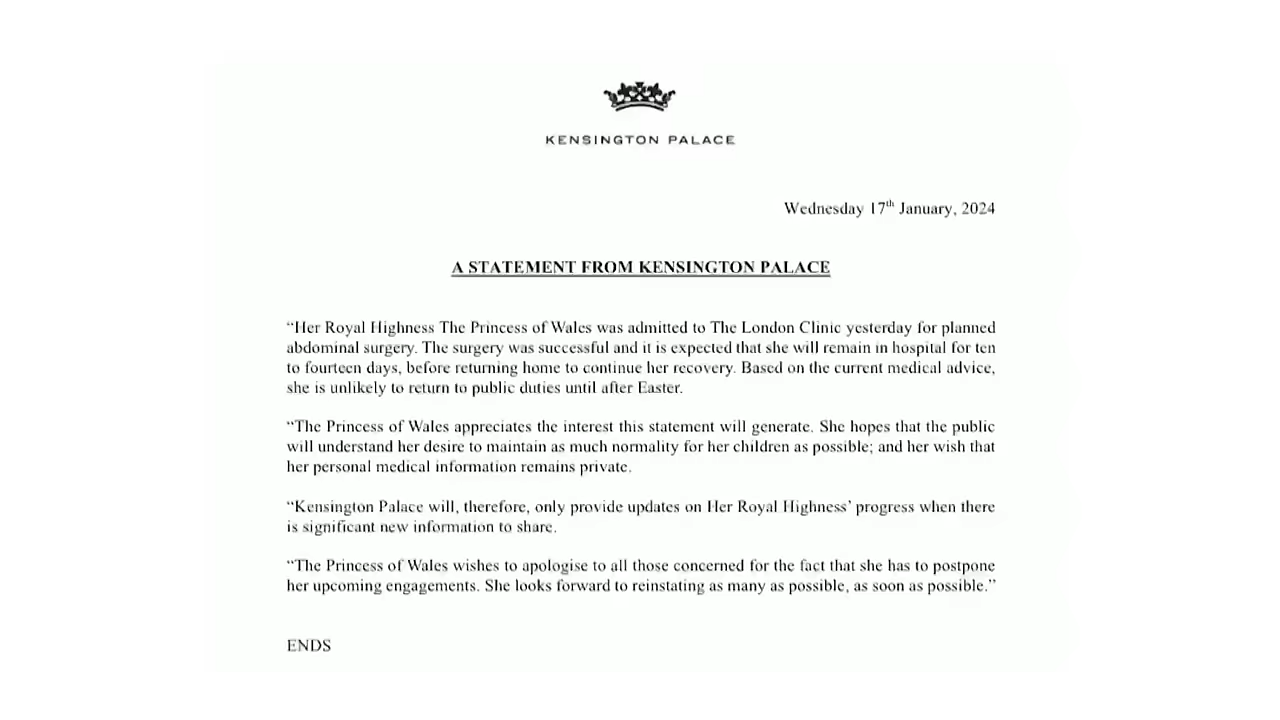 KENSINGTON PALACE
Wednesday 17th January, 2024
A STATEMENT FROM KENSINGTON PALACE
“Her Royal Highness The Princess of Wales was admitted to The London Clinic yesterday for planned
abdominal surgery. The surgery was successful and it is expected that she will remain in hospital for ten
to fourteen days, before returning home to continue her recovery. Based on the current medical advice,
she is unlikely to return to public duties until after Easter.
“The Princess of Wales appreciates the interest this statement will generate. She hopes that the public
will understand her desire to maintain as much normality for her children as possible; and her wish that
her personal medical information remains private.
“Kensington Palace will, therefore, only provide updates on Her Royal Highness’ progress when there
is significant new information to share.
“The Princess of Wales wishes to apologise to all those concerned for the fact that she has to postpone
her upcoming engagements. She looks forward to reinstating as many as possible, as soon as possible.”
ENDS